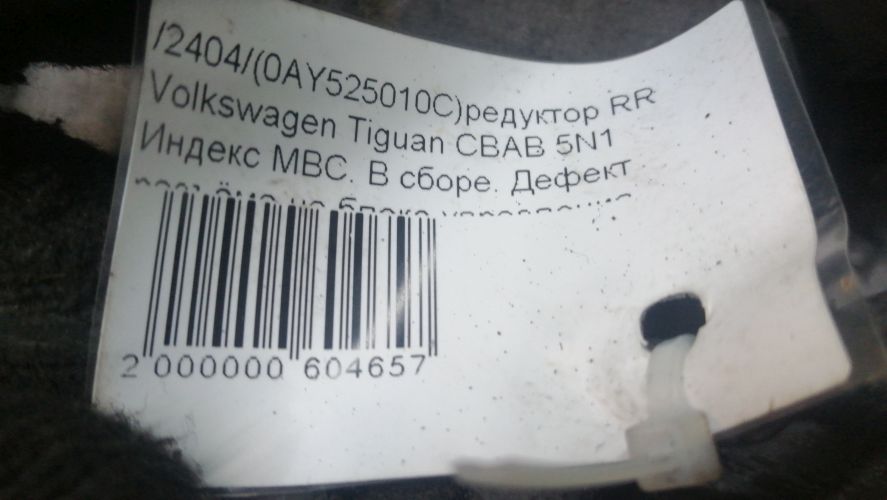 /2404/(0AY525010C)редуктор RR
Volkswagen Tiguan CBAB 5N1
Индекс MBC. В сборе. Дефект
2 000000 604657